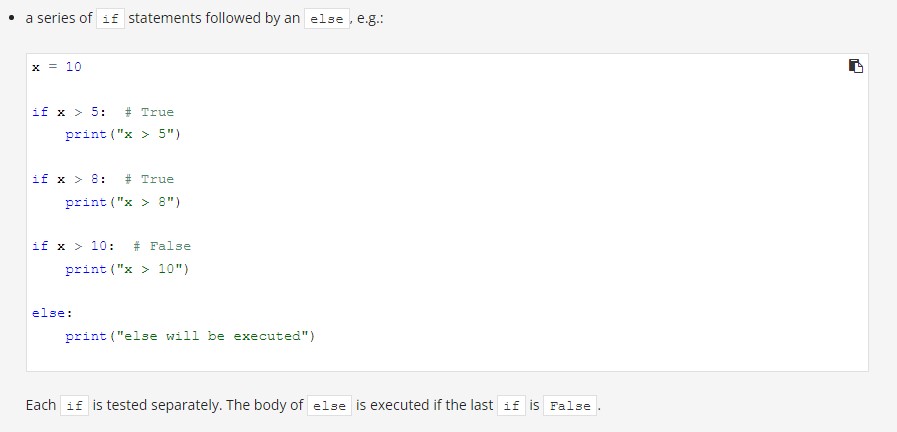 • a series of if statements followed by an else , e.g.:
x = 10
if x > 5:  # True
    print("x > 5")
if x > 8:  # True
    print("x > 8")
if x > 10:  # False
    print("x > 10")
else:
    print("else will be executed")
Each if is tested separately. The body of else is executed if the last if is False .